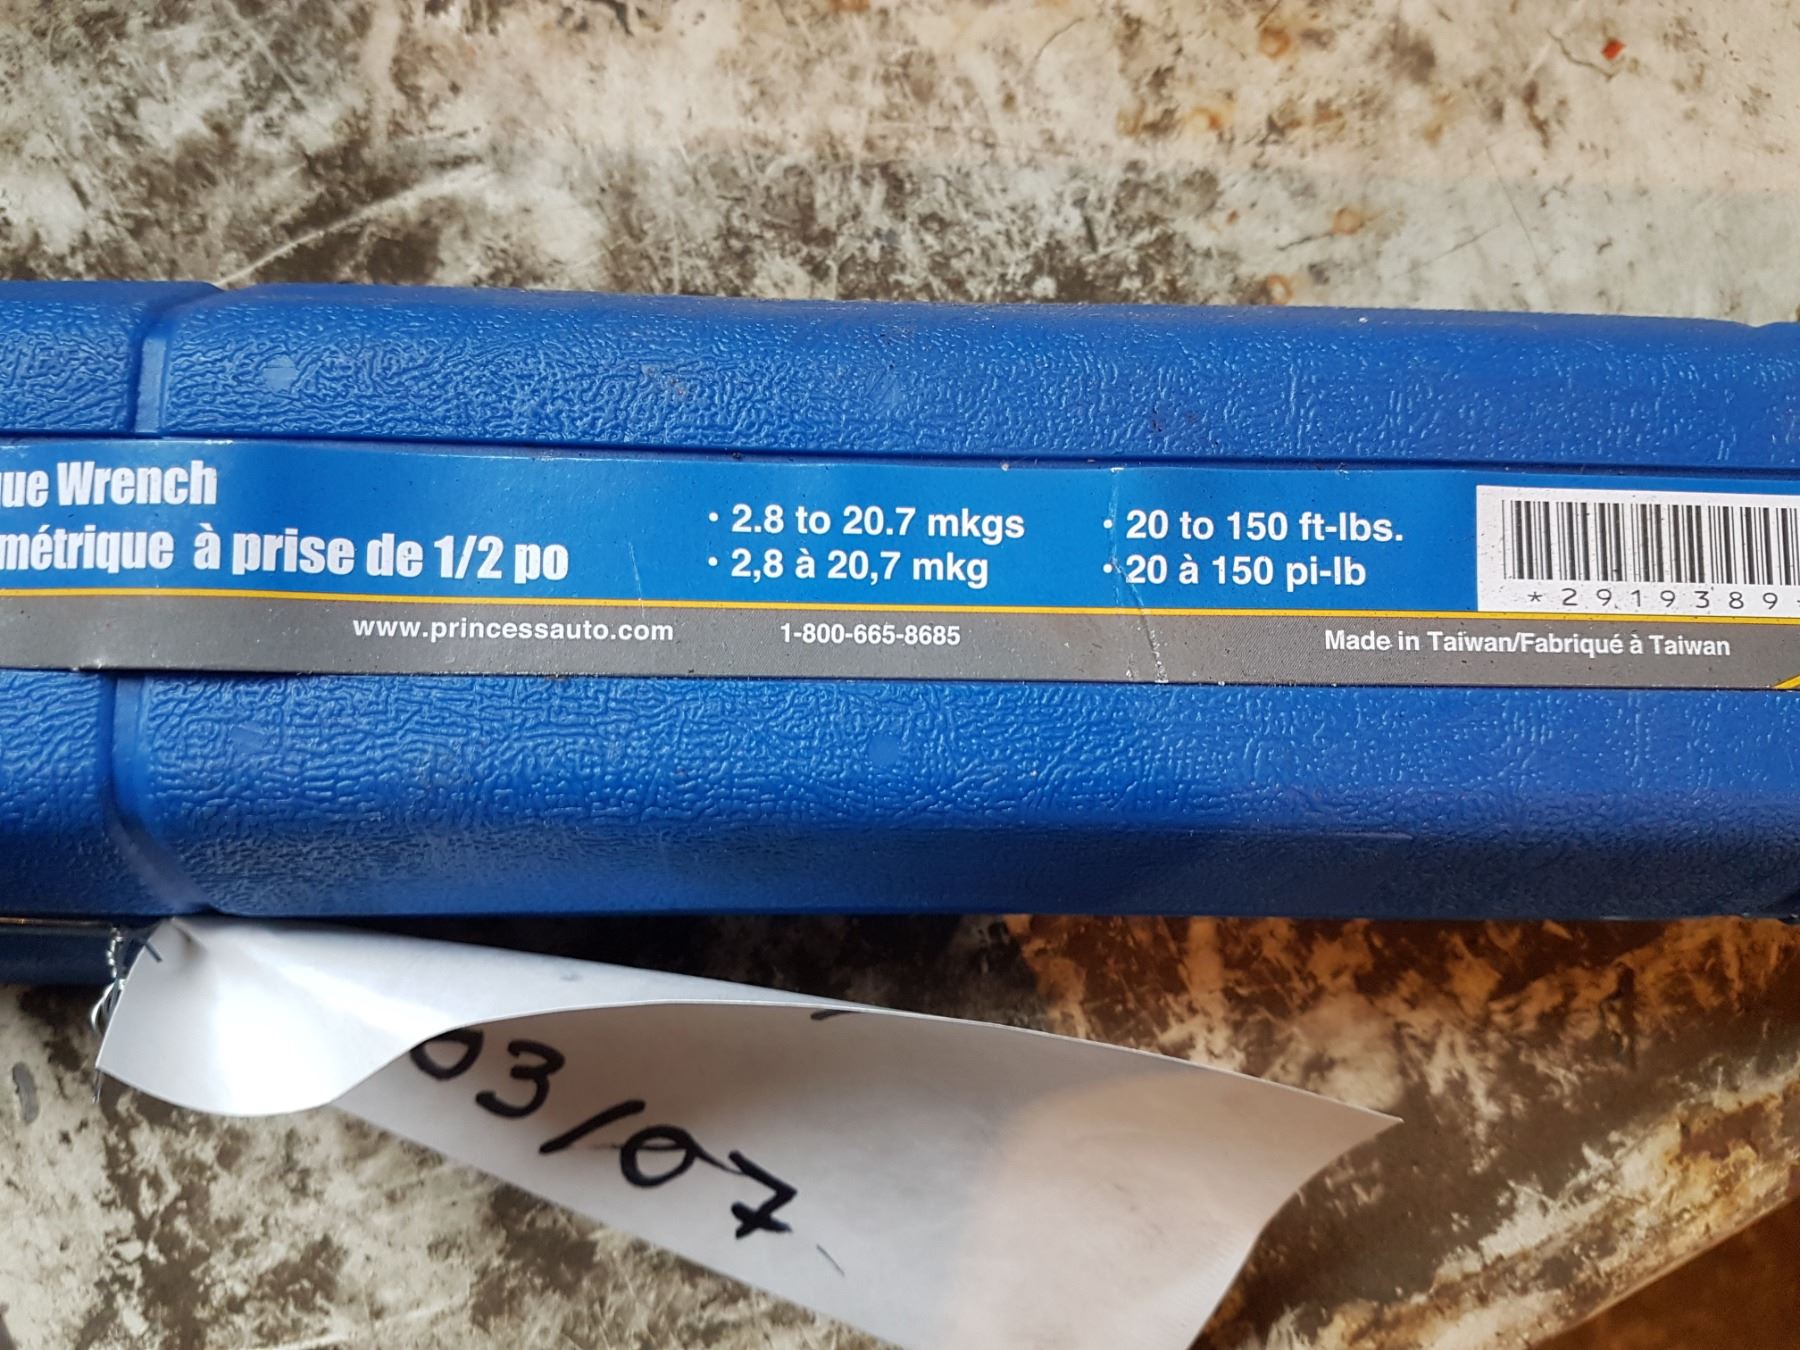 ue Wrench
métrique à prise de 1/2 po
• 2.8 to 20.7 mkgs
• 2,8 à 20,7 mkg
• 20 to 150 ft-lbs.
• 20 à 150 pi-lb
*2919389
www.princessauto.com
1-800-665-8685
Made in Taiwan/Fabriqué à Taiwan
03/07